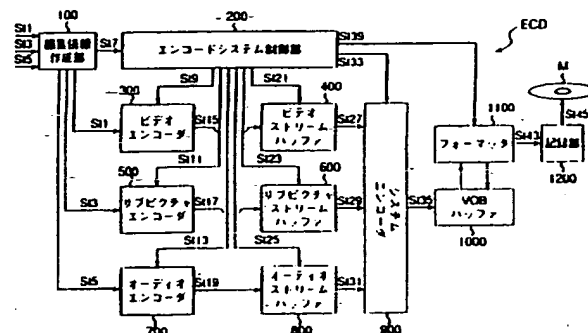 100
200
St1
St3
St5
編集情報
作成部
St7
エンコードシステム制御部
St39
St33
ECD
M
St9
St21
300
400
1100
St45
St1
ビデオ
エンコーダ
St15
ビデオ
ストリーム
バッファ
St27
フォーマッタ
St43
記録部
1200
St11
St23
500
600
St3
サブピクチャ
エンコーダ
St17
サブピクチャ
ストリーム
バッファ
St29
システム
エンコーダ
St35
VOB
バッファ
1000
St13
St25
St5
オーディオ
エンコーダ
St19
オーディオ
ストリーム
バッファ
St31
700
800
900